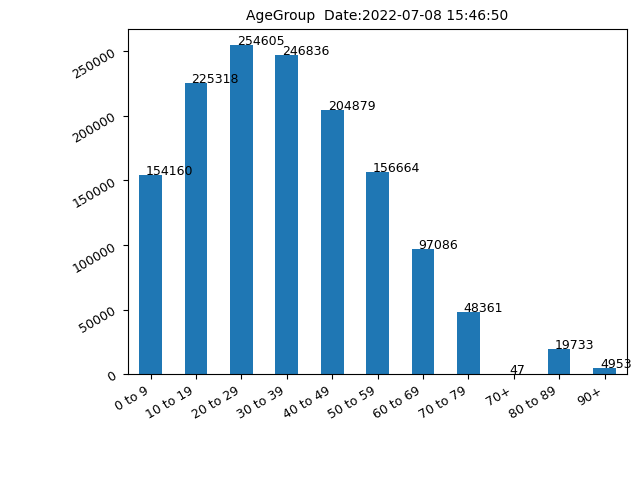 AgeGroup  Date:2022-07-08 15:46:50
250000
200000
150000
100000
50000
0
154160
225318
254605
246836
204879
156664
97086
48361
47
19733
4953
0 to 9
10 to 19
20 to 29
30 to 39
40 to 49
50 to 59
60 to 69
70 to 79
70+
80 to 89
90+